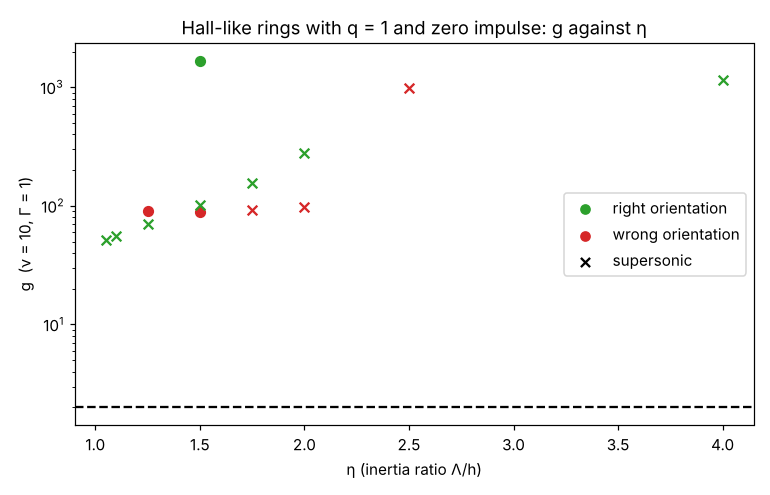 Hall-like rings with q = 1 and zero impulse: g against η
g (ν = 10, Γ = 1)
10³
10²
10¹
right orientation
wrong orientation
supersonic
1.0 1.5 2.0 2.5 3.0 3.5 4.0
η (inertia ratio Λ/h)